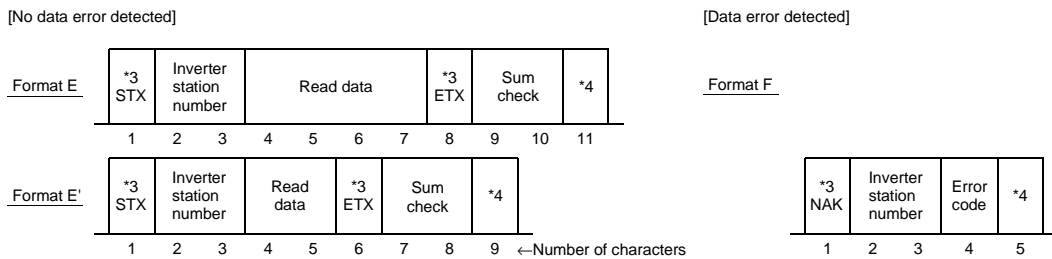 [No data error detected]
[Data error detected]
Format E
*3 STX
Inverter station number
Read data
*3 ETX
Sum check
*4
1 2 3 4 5 6 7 8 9 10 11
Format F
Format E'
*3 STX
Inverter station number
Read data
*3 ETX
Sum check
*4
1 2 3 4 5 6 7 8 9 ←Number of characters
*3 NAK
Inverter station number
Error code
*4
1 2 3 4 5